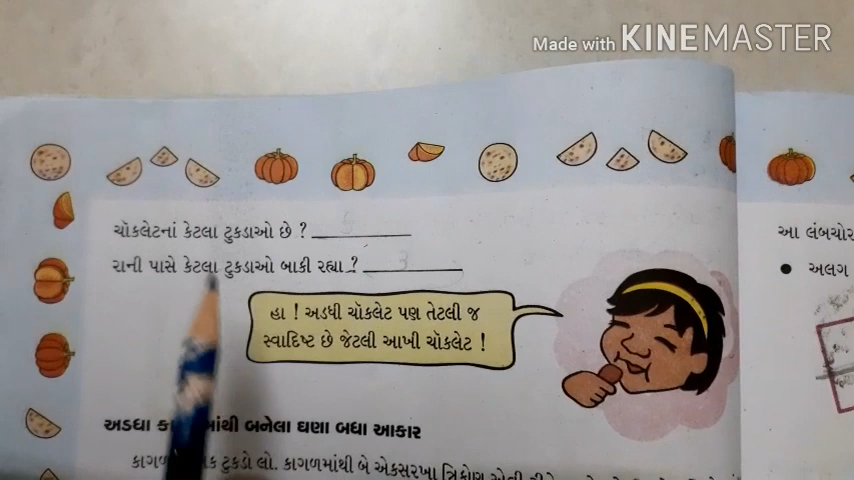 Made with KINEMASTER
ચૉકલેટનાં કેટલા ટુકડાઓ છે ?
રાની પાસે કેટલા ટુકડાઓ બાકી રહ્યા ? 3
હા ! અડધી ચૉકલેટ પણ તેટલી જ
સ્વાદિષ્ટ છે જેટલી આખી ચૉકલેટ !
આ લંબચોર
• અલગ
અડધા માંથી બનેલા ઘણા બધા આકાર
ટુકડો લો. કાગળમાંથી બે એકસરખા ત્રિકોણ